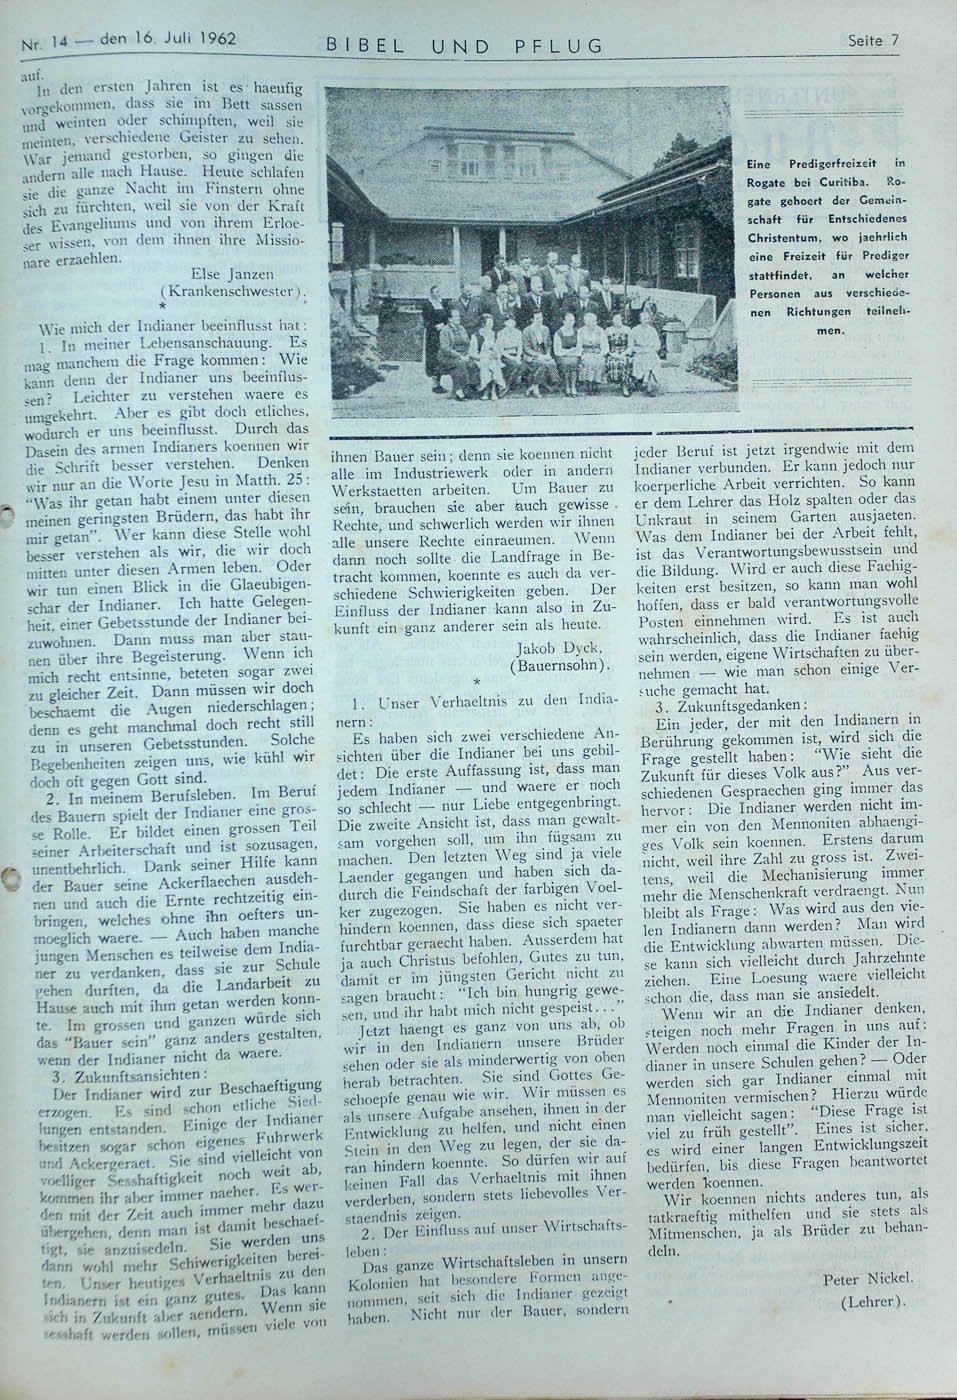 Nr. 14 — den 16. Juli 1962
BIBEL UND PFLUG
Seite 7
auf.
In den ersten Jahren ist es haeufig
vorgekommen, dass sie im Bett sassen
und weinten oder schimpften, weil sie
meinten, verschiedene Geister zu sehen.
War jemand gestorben, so gingen die
andern alle nach Hause. Heute schlafen
sie die ganze Nacht im Finstern ohne
sich zu fürchten, weil sie von der Kraft
des Evangeliums und von ihrem Erloe-
ser wissen, von dem ihnen ihre Missio-
nare erzaehlen.
Else Janzen
(Krankenschwester).
*
Wie mich der Indianer beeinflusst hat:
1. In meiner Lebensanschauung. Es
mag manchem die Frage kommen: Wie
kann denn der Indianer uns beeinflus-
sen? Leichter zu verstehen waere es
umgekehrt. Aber es gibt doch etliches,
wodurch er uns beeinflusst. Durch das
Dasein des armen Indianers koennen wir
die Schrift besser verstehen. Denken
wir nur an die Worte Jesu in Matth. 25:
"Was ihr getan habt einem unter diesen
meinen geringsten Brüdern, das habt ihr
mir getan". Wer kann diese Stelle wohl
besser verstehen als wir, die wir doch
mitten unter diesen Armen leben. Oder
wir tun einen Blick in die Glaeubigen-
schar der Indianer. Ich hatte Gelegen-
heit, einer Gebetsstunde der Indianer bei-
zuwohnen. Dann muss man aber stau-
nen über ihre Begeisterung. Wenn ich
mich recht entsinne, beteten sogar zwei
zu gleicher Zeit. Dann müssen wir doch
beschaemt die Augen niederschlagen;
denn es geht manchmal doch recht still
zu in unseren Gebetsstunden. Solche
Begebenheiten zeigen uns, wie kühl wir
doch oft gegen Gott sind.
2. In meinem Berufsleben. Im Beruf
des Bauern spielt der Indianer eine gros-
se Rolle. Er bildet einen grossen Teil
seiner Arbeiterschaft und ist sozusagen,
unentbehrlich. Dank seiner Hilfe kann
der Bauer seine Ackerflaechen ausdeh-
nen und auch die Ernte rechtzeitig ein-
bringen, welches ohne ihn oefters un-
moeglich waere. — Auch haben manche
jungen Menschen es teilweise dem India-
ner zu verdanken, dass sie zur Schule
gehen durften, da die Landarbeit zu
Hause auch mit ihm getan werden konn-
te. Im grossen und ganzen würde sich
das "Bauer sein" ganz anders gestalten,
wenn der Indianer nicht da waere.
3. Zukunftsansichten:
Der Indianer wird zur Beschaeftigung
erzogen. Es sind schon etliche Sied-
lungen entstanden. Einige der Indianer
besitzen sogar schon eigenes Fuhrwerk
und Ackergeraet. Sie sind vielleicht von
voelliger Sesshaftigkeit noch weit ab,
kommen ihr aber immer naeher. Es wer-
den mit der Zeit auch immer mehr dazu
übergehen, denn man ist damit beschaef-
tigt, sie anzuisedeln. Sie werden uns
dann wohl mehr Schiwerigkeiten berei-
ten. Unser heutiges Verhaeltnis zu den
Indianern ist ein ganz gutes. Das kann
sich in Zukunft aber aendern. Wenn sie
sesshaft werden sollen, müssen viele von
Eine Predigerfreizeit in
Rogate bei Curitiba. Ro-
gate gehoert der Gemein-
schaft für Entschiedenes
Christentum, wo jaehrlich
eine Freizeit für Prediger
stattfindet, an welcher
Personen aus verschiede-
nen Richtungen teilneh-
men.
ihnen Bauer sein; denn sie koennen nicht
alle im Industriewerk oder in andern
Werkstaetten arbeiten. Um Bauer zu
sein, brauchen sie aber auch gewisse
Rechte, und schwerlich werden wir ihnen
alle unsere Rechte einraeumen. Wenn
dann noch sollte die Landfrage in Be-
tracht kommen, koennte es auch da ver-
schiedene Schwierigkeiten geben. Der
Einfluss der Indianer kann also in Zu-
kunft ein ganz anderer sein als heute.
Jakob Dyck,
(Bauernsohn).
*
1. Unser Verhaeltnis zu den India-
nern:
Es haben sich zwei verschiedene An-
sichten über die Indianer bei uns gebil-
det: Die erste Auffassung ist, dass man
jedem Indianer — und waere er noch
so schlecht — nur Liebe entgegenbringt.
Die zweite Ansicht ist, dass man gewalt-
sam vorgehen soll, um ihn fügsam zu
machen. Den letzten Weg sind ja viele
Laender gegangen und haben sich da-
durch die Feindschaft der farbigen Voel-
ker zugezogen. Sie haben es nicht ver-
hindern koennen, dass diese sich spaeter
furchtbar geraecht haben. Ausserdem hat
ja auch Christus befohlen, Gutes zu tun,
damit er im jüngsten Gericht nicht zu
sagen braucht: "Ich bin hungrig gewe-
sen, und ihr habt mich nicht gespeist..."
Jetzt haengt es ganz von uns ab, ob
wir in den Indianern unsere Brüder
sehen oder sie als minderwertig von oben
herab betrachten. Sie sind Gottes Ge-
schoepfe genau wie wir. Wir müssen es
als unsere Aufgabe ansehen, ihnen in der
Entwicklung zu helfen, und nicht einen
Stein in den Weg zu legen, der sie da-
ran hindern koennte. So dürfen wir auf
keinen Fall das Verhaeltnis mit ihnen
verderben, sondern stets liebevolles Ver-
staendnis zeigen.
2. Der Einfluss auf unser Wirtschafts-
leben:
Das ganze Wirtschaftsleben in unsern
Kolonien hat besondere Formen ange-
nommen, seit sich die Indianer gezeigt
haben. Nicht nur der Bauer, sondern
jeder Beruf ist jetzt irgendwie mit dem
Indianer verbunden. Er kann jedoch nur
koerperliche Arbeit verrichten. So kann
er dem Lehrer das Holz spalten oder das
Unkraut in seinem Garten ausjaeten.
Was dem Indianer bei der Arbeit fehlt,
ist das Verantwortungsbewusstsein und
die Bildung. Wird er auch diese Faehig-
keiten erst besitzen, so kann man wohl
hoffen, dass er bald verantwortungsvolle
Posten einnehmen wird. Es ist auch
wahrscheinlich, dass die Indianer faehig
sein werden, eigene Wirtschaften zu über-
nehmen — wie man schon einige Ver-
suche gemacht hat.
3. Zukunftsgedanken:
Ein jeder, der mit den Indianern in
Berührung gekommen ist, wird sich die
Frage gestellt haben: "Wie sieht die
Zukunft für dieses Volk aus?" Aus ver-
schiedenen Gespraechen ging immer das
hervor: Die Indianer werden nicht im-
mer ein von den Mennoniten abhaengi-
ges Volk sein koennen. Erstens darum
nicht, weil ihre Zahl zu gross ist. Zwei-
tens, weil die Mechanisierung immer
mehr die Menschenkraft verdraengt. Nun
bleibt als Frage: Was wird aus den vie-
len Indianern dann werden? Man wird
die Entwicklung abwarten müssen. Die-
se kann sich vielleicht durch Jahrzehnte
ziehen. Eine Loesung waere vielleicht
schon die, dass man sie ansiedelt.
Wenn wir an die Indianer denken,
steigen noch mehr Fragen in uns auf:
Werden noch einmal die Kinder der In-
dianer in unsere Schulen gehen? — Oder
werden sich gar Indianer einmal mit
Mennoniten vermischen? Hierzu würde
man vielleicht sagen: "Diese Frage ist
viel zu früh gestellt". Eines ist sicher,
es wird einer langen Entwicklungszeit
bedürfen, bis diese Fragen beantwortet
werden koennen.
Wir koennen nichts anderes tun, als
tatkraeftig mithelfen und sie stets als
Mitmenschen, ja als Brüder zu behan-
deln.
Peter Nickel.
(Lehrer).